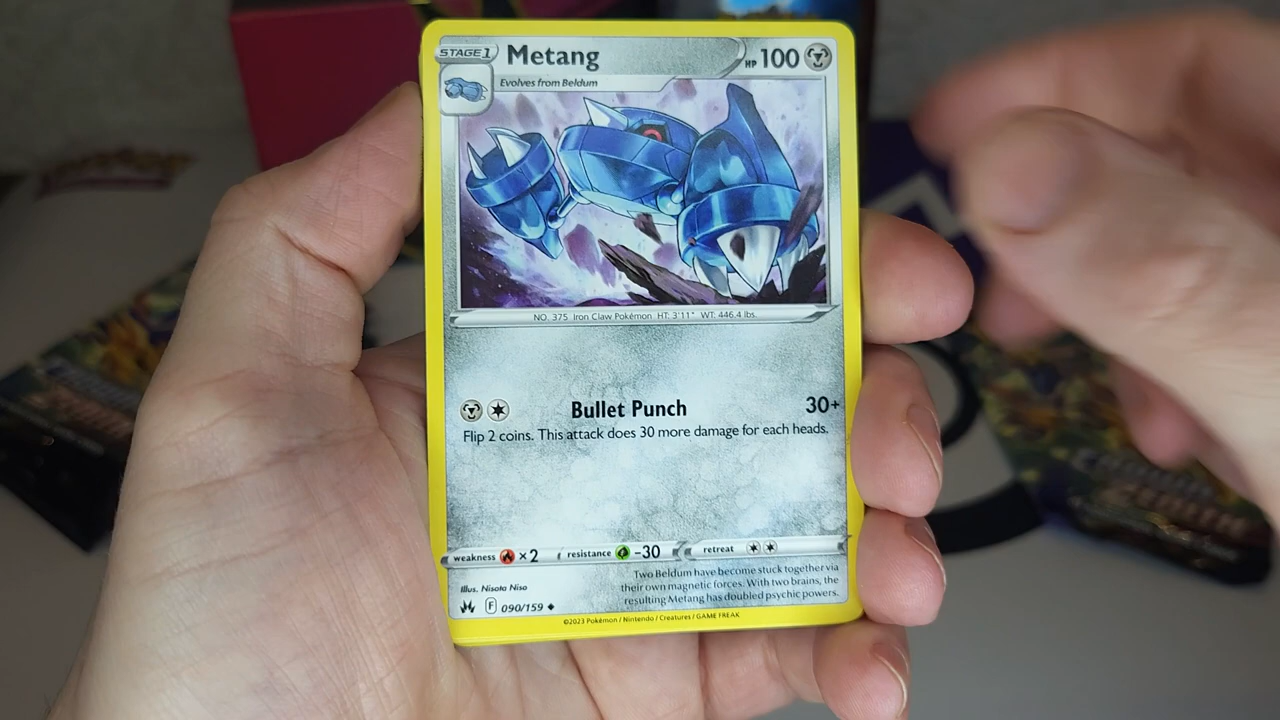 STAGE 1
Metang
HP 100
Evolves from Beldum
NO. 375 Iron Claw Pokémon HT: 3'11" WT: 446.4 lbs.
Bullet Punch 30+
Flip 2 coins. This attack does 30 more damage for each heads.
weakness ×2 resistance -30 retreat
Two Beldum have become stuck together via
their own magnetic forces. With two brains, the
resulting Metang has doubled psychic powers.
Illus. Nisota Niso
F 090/159
©2023 Pokémon / Nintendo / Creatures / GAME FREAK